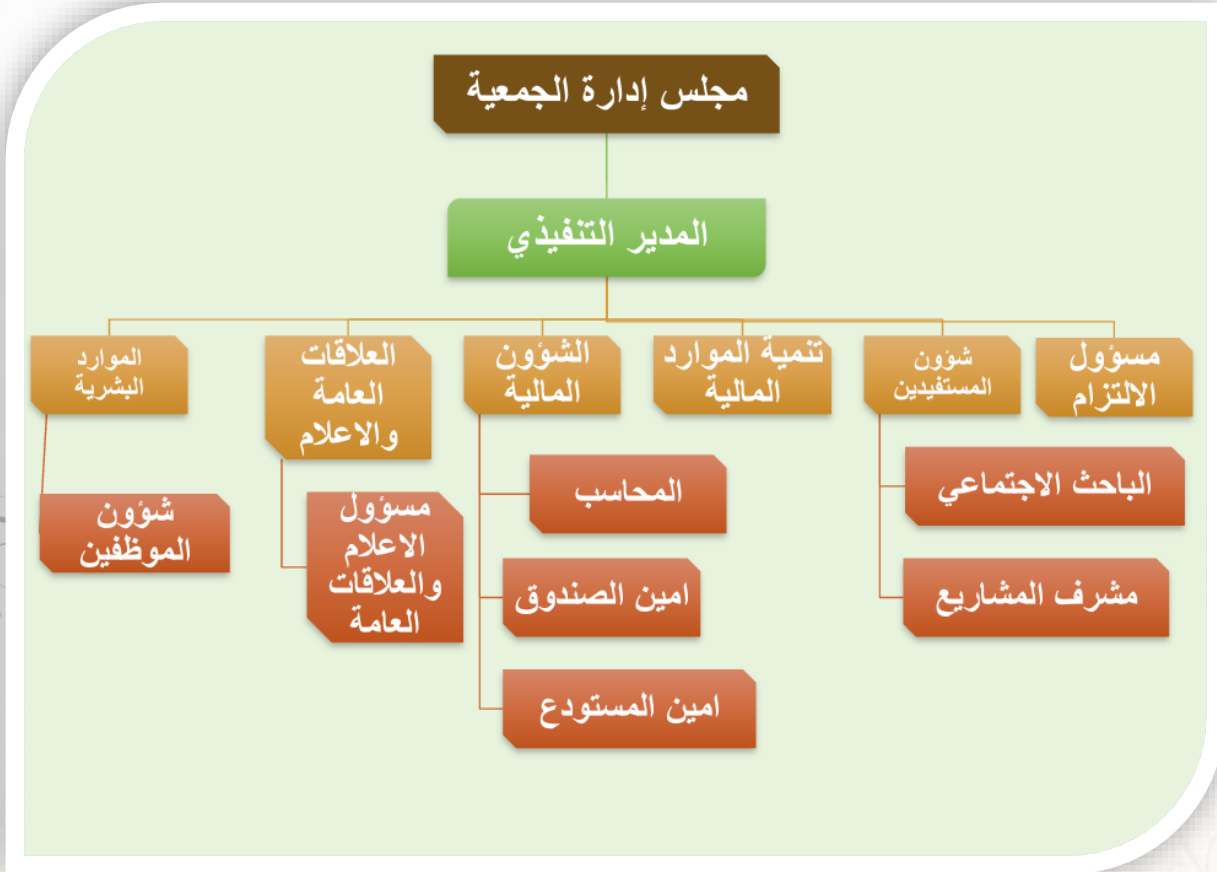 مجلس إدارة الجمعية
المدير التنفيذي
مسؤول
الالتزام
شؤون
المستفيدين
تنمية الموارد
المالية
الشؤون
المالية
العلاقات
العامة
والاعلام
الموارد
البشرية
الباحث الاجتماعي
مشرف المشاريع
المحاسب
امين الصندوق
امين المستودع
مسؤول
الاعلام
والعلاقات
العامة
شؤون
الموظفين